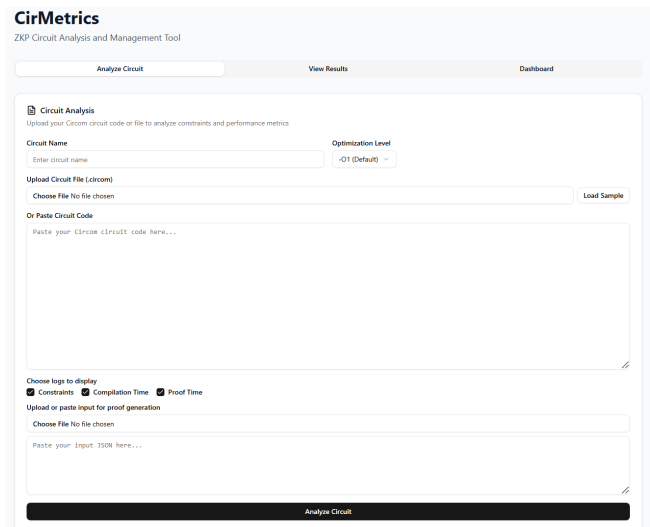 CirMetrics
ZKP Circuit Analysis and Management Tool
Analyze Circuit View Results Dashboard
Circuit Analysis
Upload your Circom circuit code or file to analyze constraints and performance metrics
Circuit Name Optimization Level
Enter circuit name -O1 (Default)
Upload Circuit File (.circom)
Choose File No file chosen Load Sample
Or Paste Circuit Code
Paste your Circom circuit code here...
Choose logs to display
Constraints Compilation Time Proof Time
Upload or paste input for proof generation
Choose File No file chosen
Paste your input JSON here...
Analyze Circuit